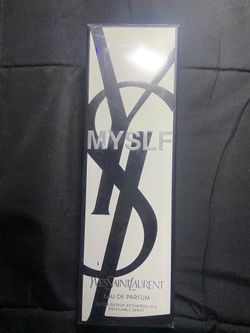 MYSLF
YVESSAINTLAURENT
EAU DE PARFUM
VAPORISATEUR RECHARGEABLE
REFILLABLE SPRAY